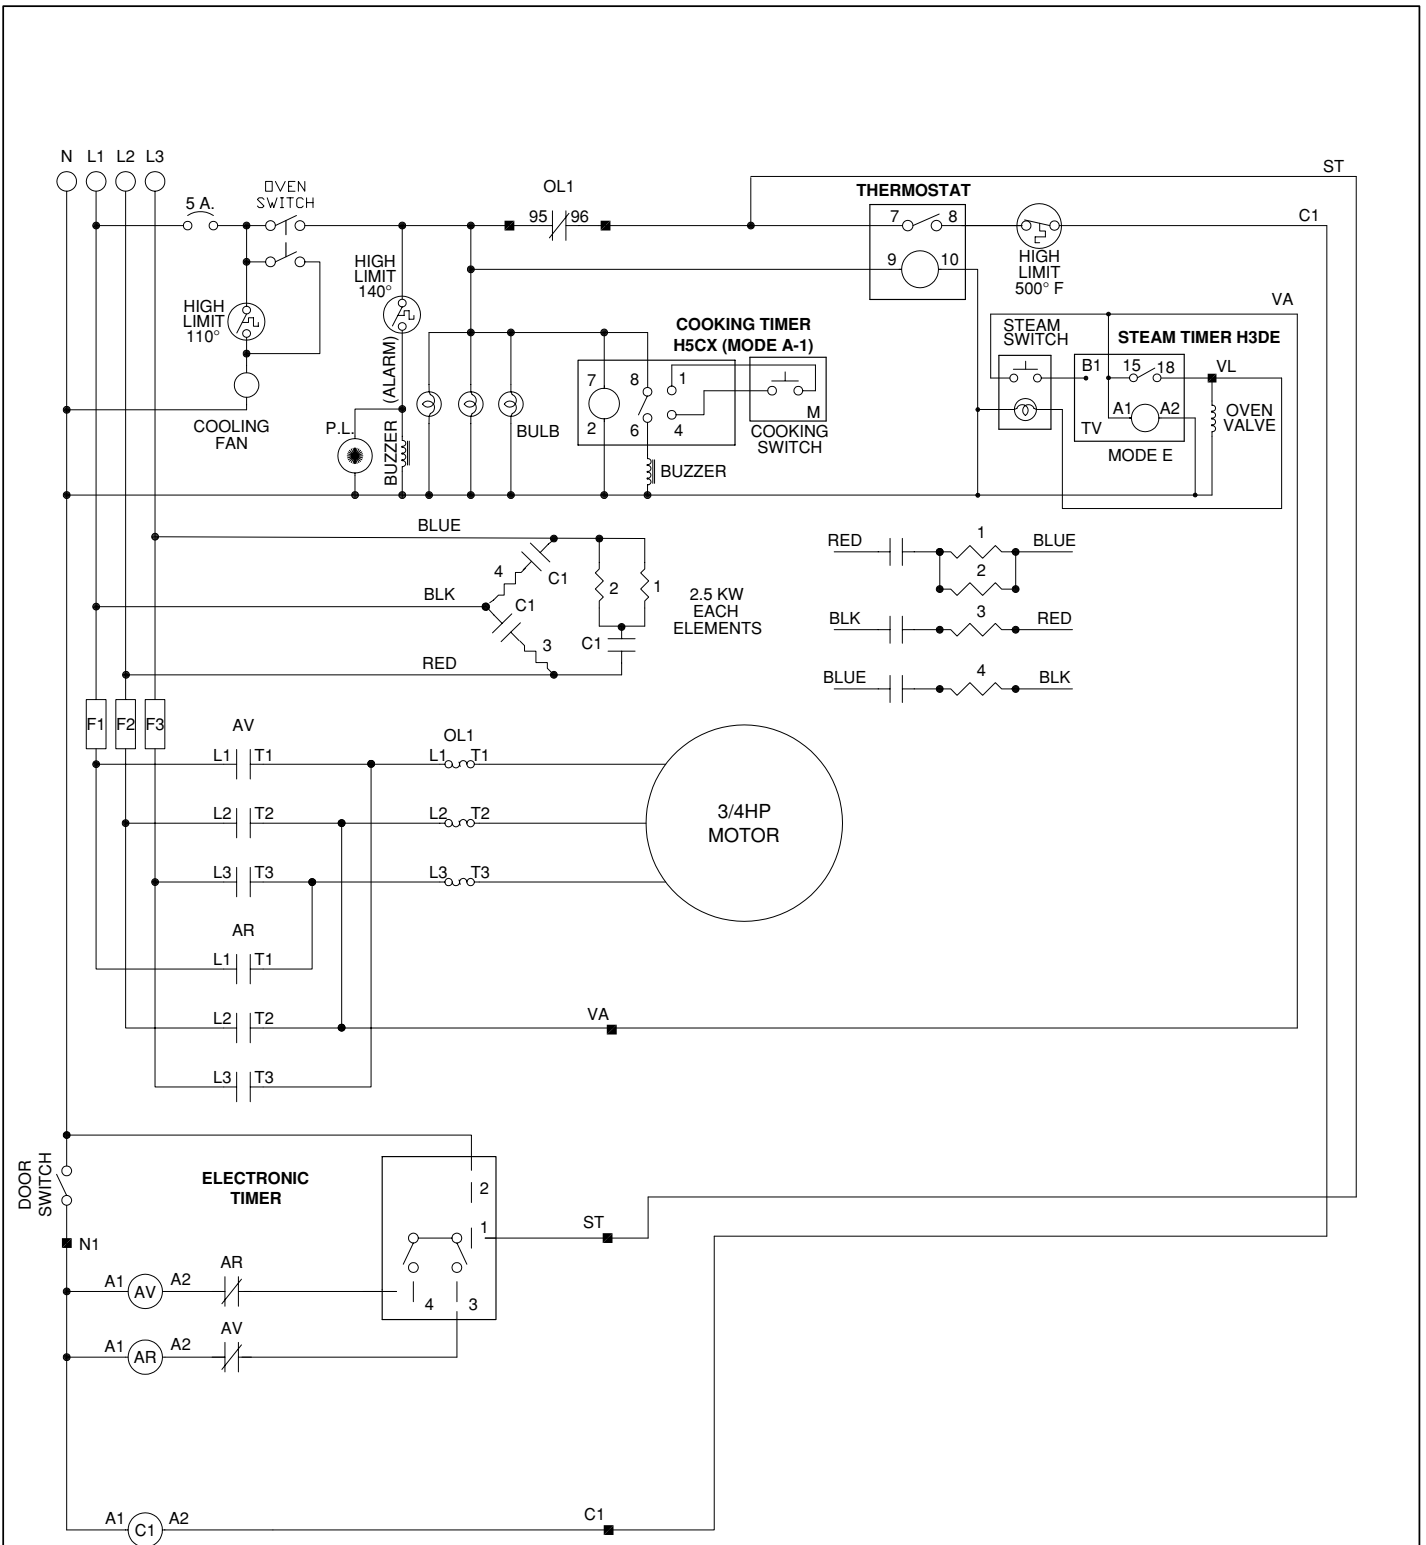 ST
N L1 L2 L3
OVEN
SWITCH
5 A.
OL1
95 96
THERMOSTAT
7 8
C1
9 10
HIGH
LIMIT
500° F
HIGH
LIMIT
140°
HIGH
LIMIT
110°
(ALARM)
VA
COOKING TIMER
H5CX (MODE A-1)
STEAM
SWITCH
STEAM TIMER H3DE
B1 15 18 VL
7 8 1
A1 A2
OVEN
VALVE
M
TV
2 6 4
COOKING
SWITCH
MODE E
COOLING
FAN
P.L.
BUZZER
BULB
BUZZER
BLUE
4
C1
2 1
2.5 KW
EACH
ELEMENTS
BLK
C1
3
C1
RED
RED 1 BLUE
2
BLK 3 RED
BLUE 4 BLK
F1 F2 F3
AV
L1 T1
OL1
L1 T1
L2 T2
L2 T2
L3 T3
L3 T3
3/4HP
MOTOR
AR
L1 T1
L2 T2
VA
L3 T3
DOOR
SWITCH
ELECTRONIC
TIMER
2
1
ST
N1
4 3
A1 AV A2
AR
A1 AR A2
AV
A1 C1 A2
C1